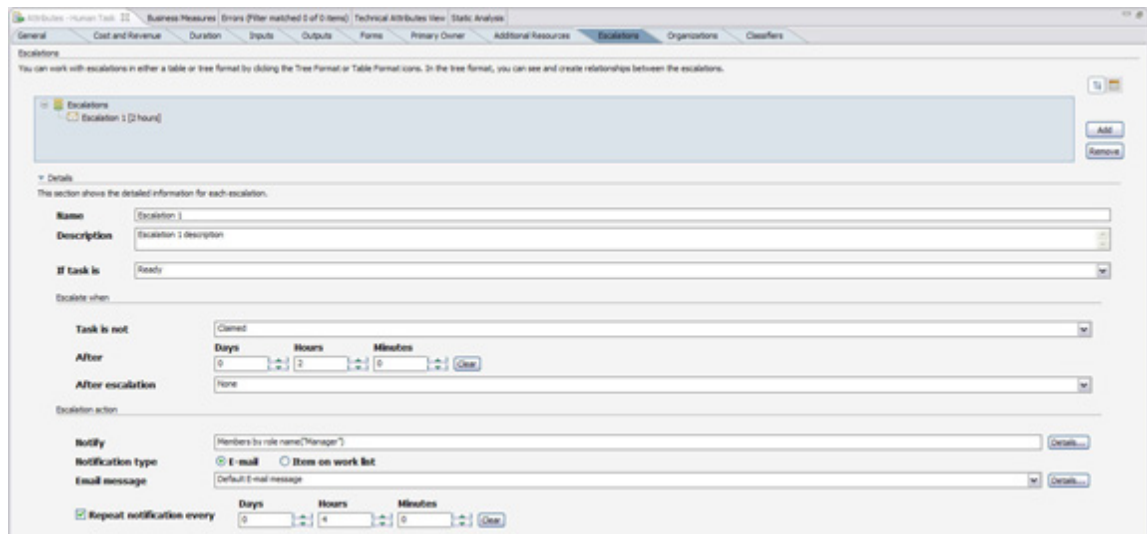 Attributes - Human Task Business Measures Errors (Filter matched 0 of 0 items) Technical Attributes View Static Analysis
General Cost and Revenue Duration Inputs Outputs Forms Primary Owner Additional Resources Escalations Organizations Classifiers
Escalations
You can work with escalations in either a table or tree format by clicking the Tree Format or Table Format icons. In the tree format, you can see and create relationships between the escalations.
Escalations
Escalation 1 [2 hours]
Add
Remove
Details
This section shows the detailed information for each escalation.
Name Escalation 1
Description Escalation 1 description
If task is Ready
Escalate when
Task is not Claimed
Days Hours Minutes
After 0 2 0 Clear
After escalation None
Escalation action
Notify Members by role name("Manager") Details...
Notification type E-mail Item on work list
Email message Default E-mail message Details...
Days Hours Minutes
Repeat notification every 0 4 0 Clear